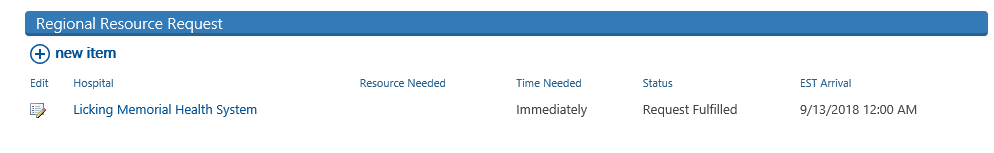 Regional Resource Request
new item
Edit Hospital Resource Needed Time Needed Status EST Arrival
Licking Memorial Health System Immediately Request Fulfilled 9/13/2018 12:00 AM